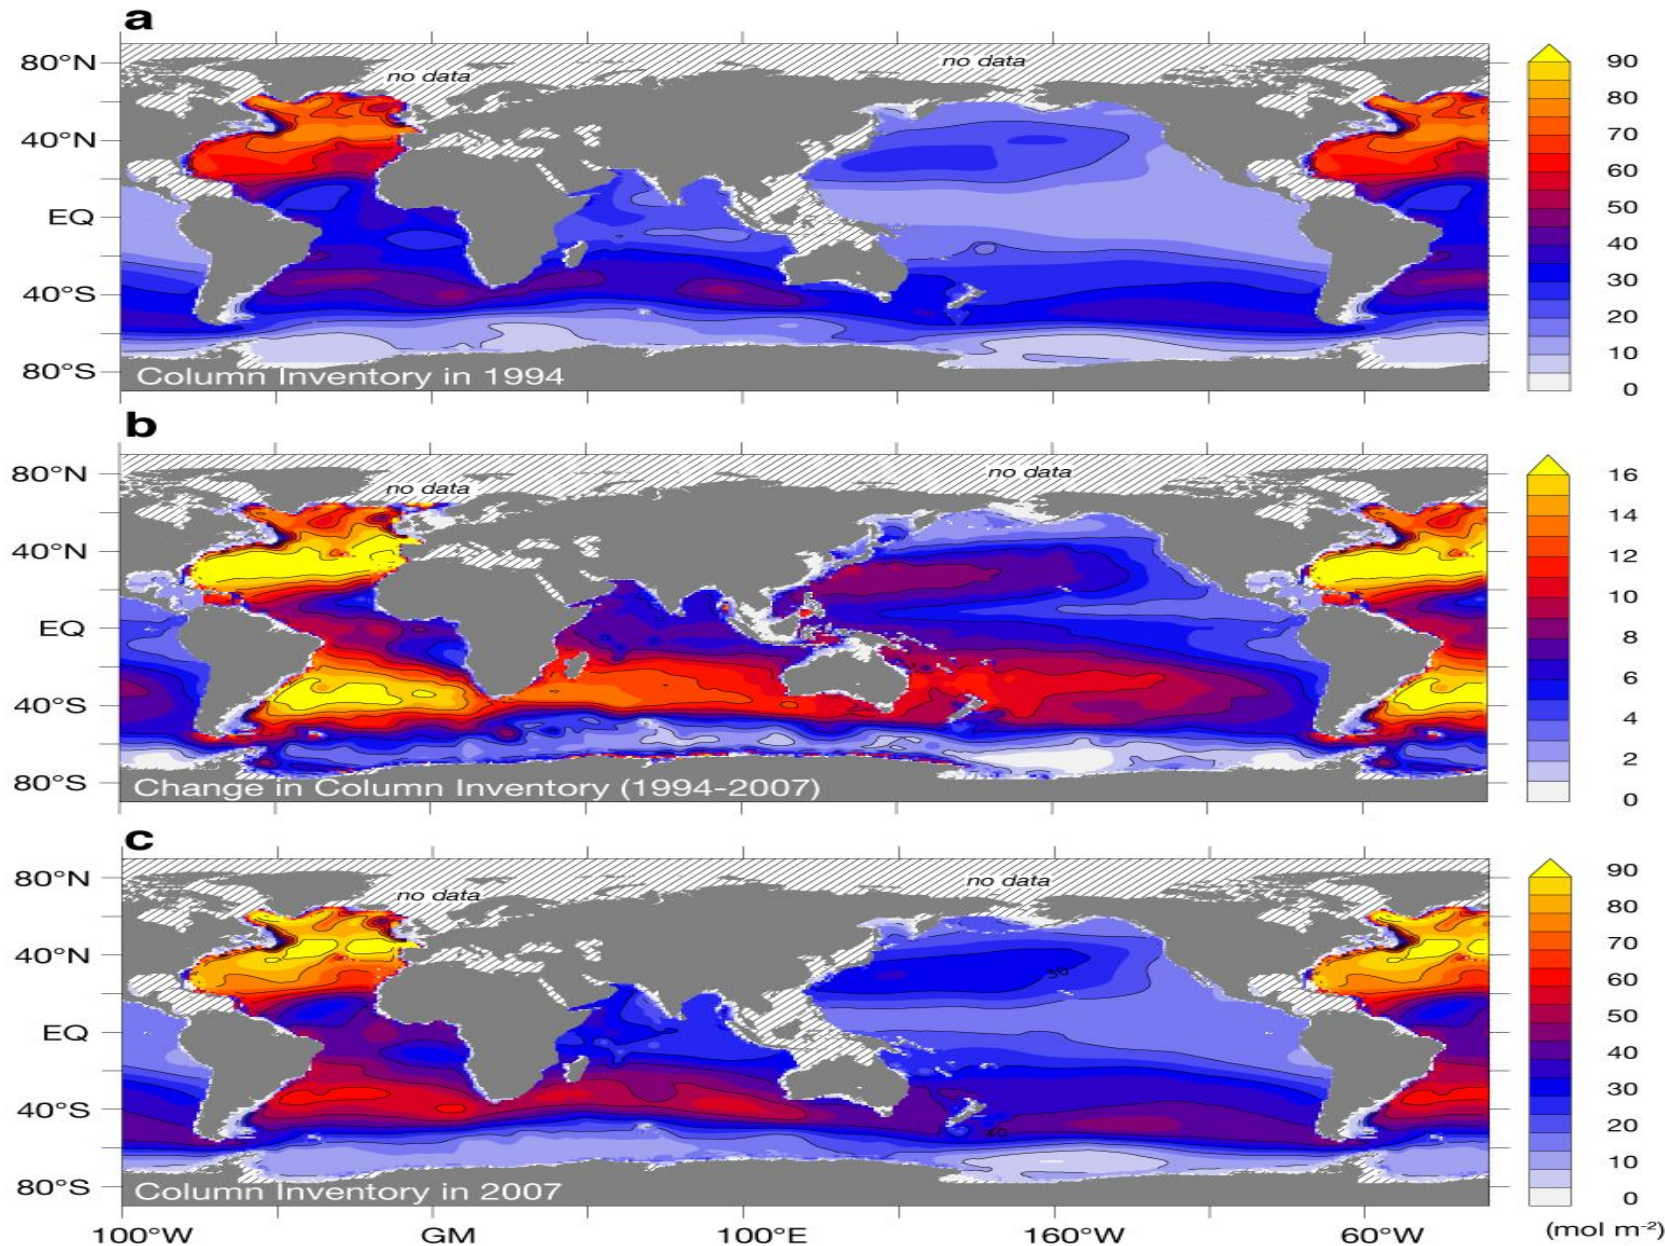 a
80°N
40°N
EQ
40°S
80°S
no data
no data
Column Inventory in 1994
90
80
70
60
50
40
30
20
10
0
b
80°N
40°N
EQ
40°S
80°S
no data
no data
Change in Column Inventory (1994-2007)
16
14
12
10
8
6
4
2
0
c
80°N
40°N
EQ
40°S
80°S
no data
no data
30
40
Column Inventory in 2007
90
80
70
60
50
40
30
20
10
0
100°W GM 100°E 160°W 60°W (mol m⁻²)